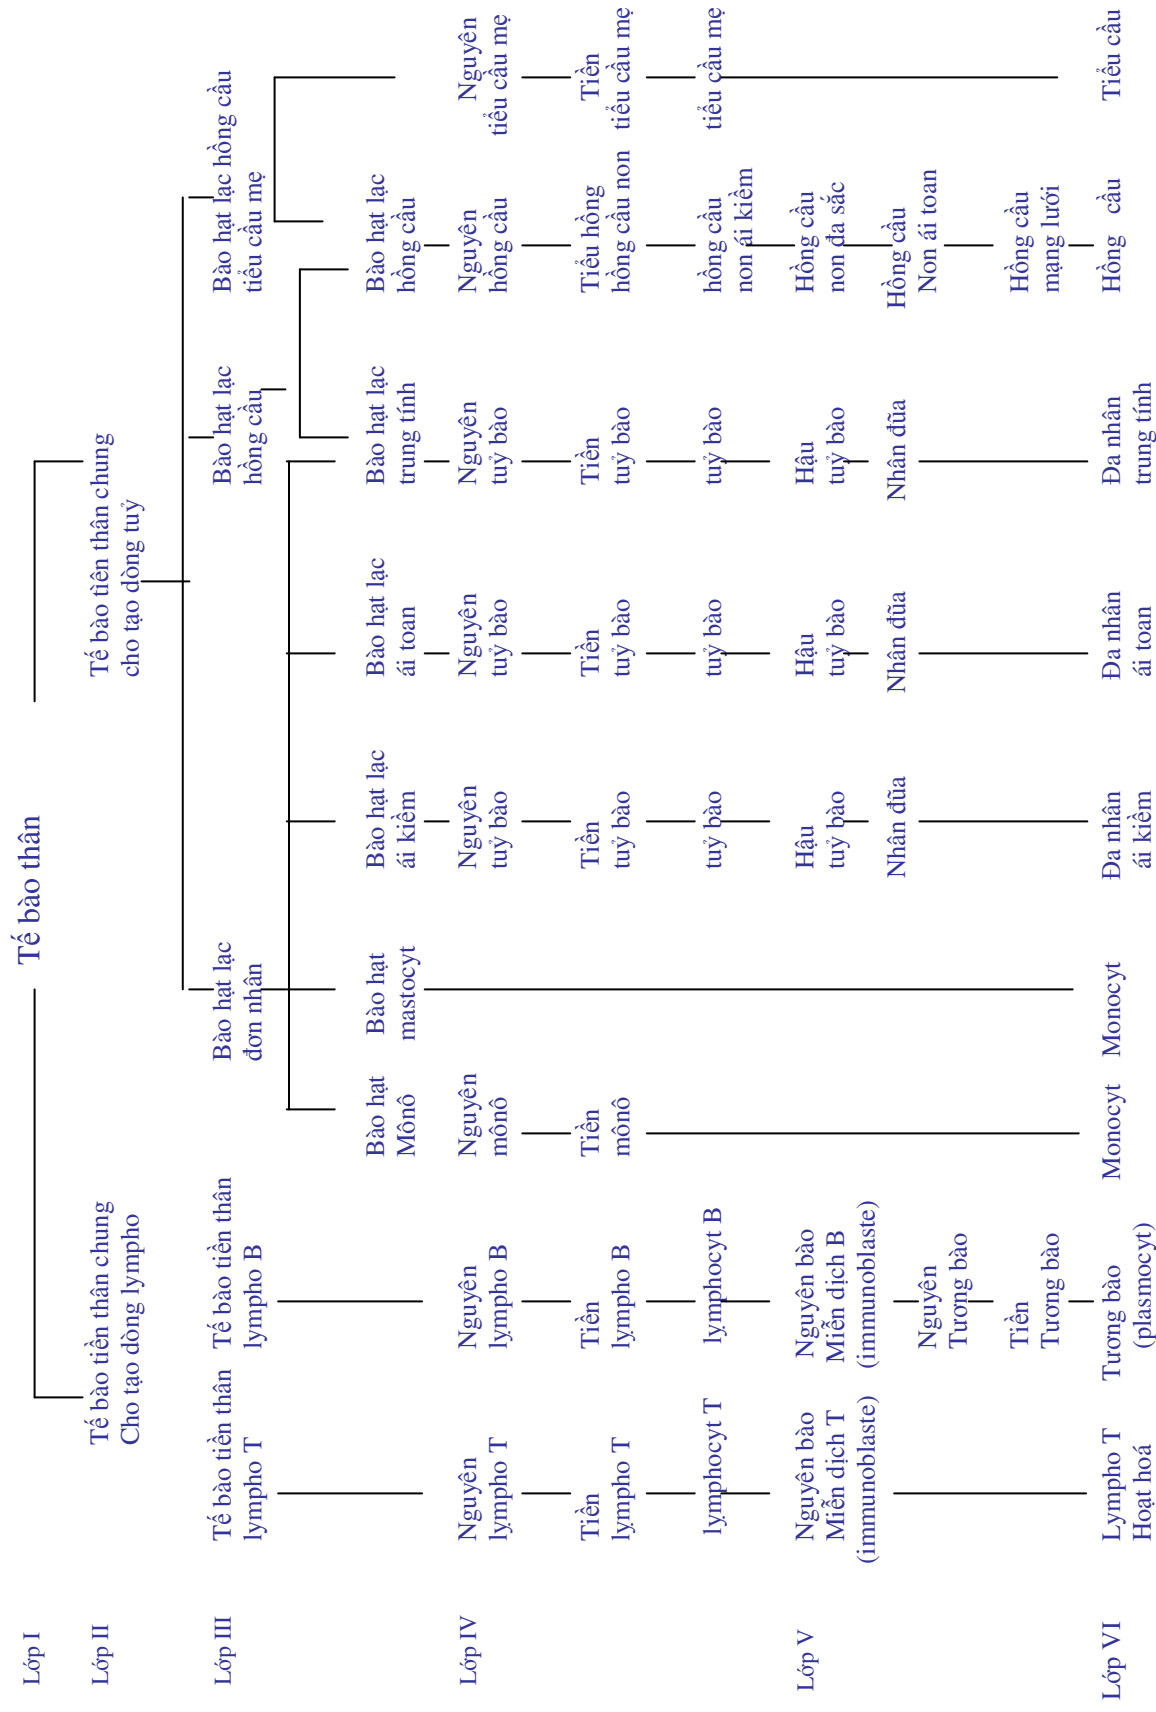 Lớp I
Tế bào thân
Lớp II
Tế bào tiền thân chung
Cho tạo dòng lympho
Tế bào tiên thân chung
cho tạo dòng tuỷ
Lớp III
Tế bào tiền thân
lympho T
Tế bào tiền thân
lympho B
Bào hạt lạc
đơn nhân
Bào hạt lạc
hồng cầu
Bào hạt lạc hồng cầu
tiểu cầu mẹ
Bào hạt
Mônô
Bào hạt
mastocyt
Bào hạt lạc
ái kiềm
Bào hạt lạc
ái toan
Bào hạt lạc
trung tính
Bào hạt lạc
hồng cầu
Lớp IV
Nguyên
lympho T
Nguyên
lympho B
Nguyên
mônô
Nguyên
tuỷ bào
Nguyên
tuỷ bào
Nguyên
tuỷ bào
Nguyên
hồng cầu
Nguyên
tiểu cầu mẹ
Tiền
lympho T
Tiền
lympho B
Tiền
mônô
Tiền
tuỷ bào
Tiền
tuỷ bào
Tiền
tuỷ bào
Tiểu hồng
hồng cầu non
Tiền
tiểu cầu mẹ
lymphocyt T
lymphocyt B
tuỷ bào
tuỷ bào
tuỷ bào
hồng cầu
non ái kiềm
tiểu cầu mẹ
Lớp V
Nguyên bào
Miễn dịch T
(immunoblaste)
Nguyên bào
Miễn dịch B
(immunoblaste)
Hậu
tuỷ bào
Hậu
tuỷ bào
Hậu
tuỷ bào
Hồng cầu
non đa sắc
Nguyên
Tương bào
Nhân đũa
Nhân đũa
Nhân đũa
Hồng cầu
Non ái toan
Tiền
Tương bào
Hồng cầu
mạng lưới
Lớp VI
Lympho T
Hoạt hoá
Tương bào
(plasmocyt)
Monocyt
Monocyt
Đa nhân
ái kiềm
Đa nhân
ái toan
Đa nhân
trung tính
Hồng cầu
Tiểu cầu